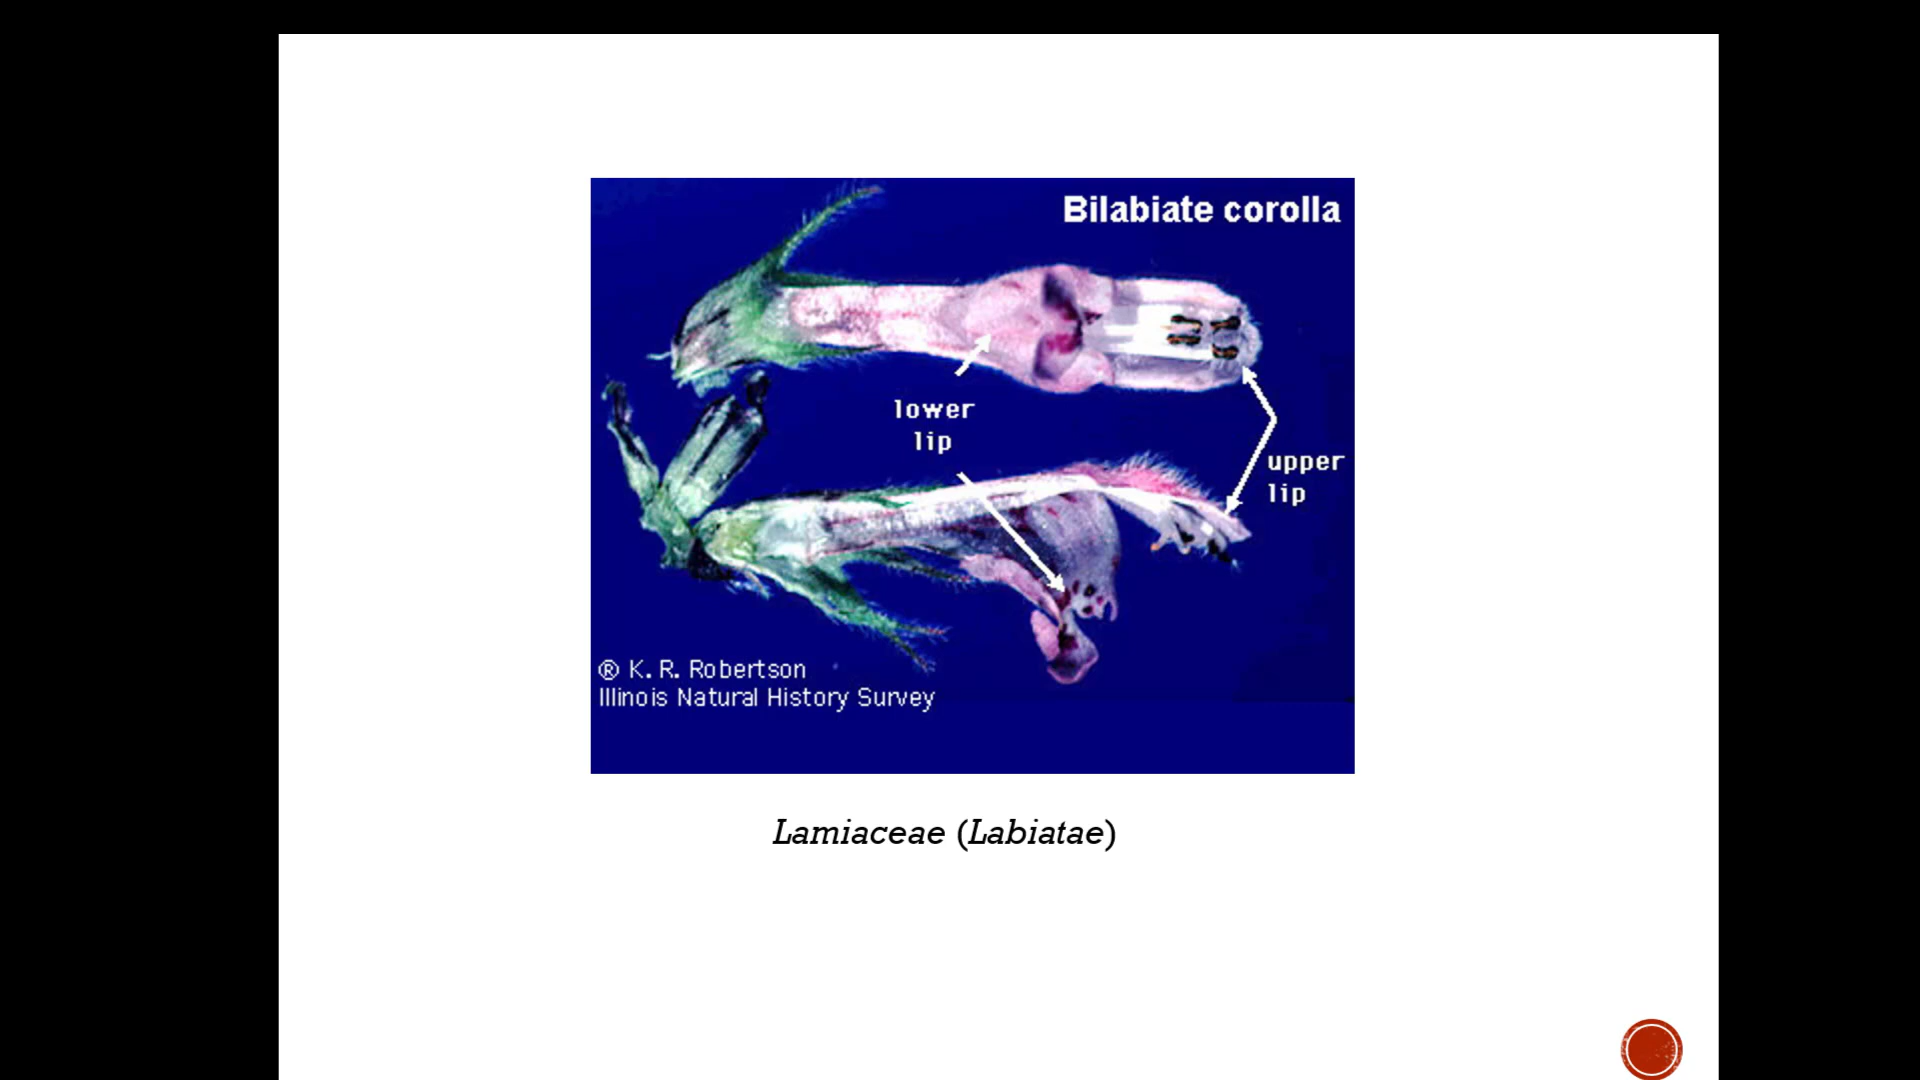 Bilabiate corolla
lower
lip
upper
lip
® K. R. Robertson
Illinois Natural History Survey
Lamiaceae (Labiatae)